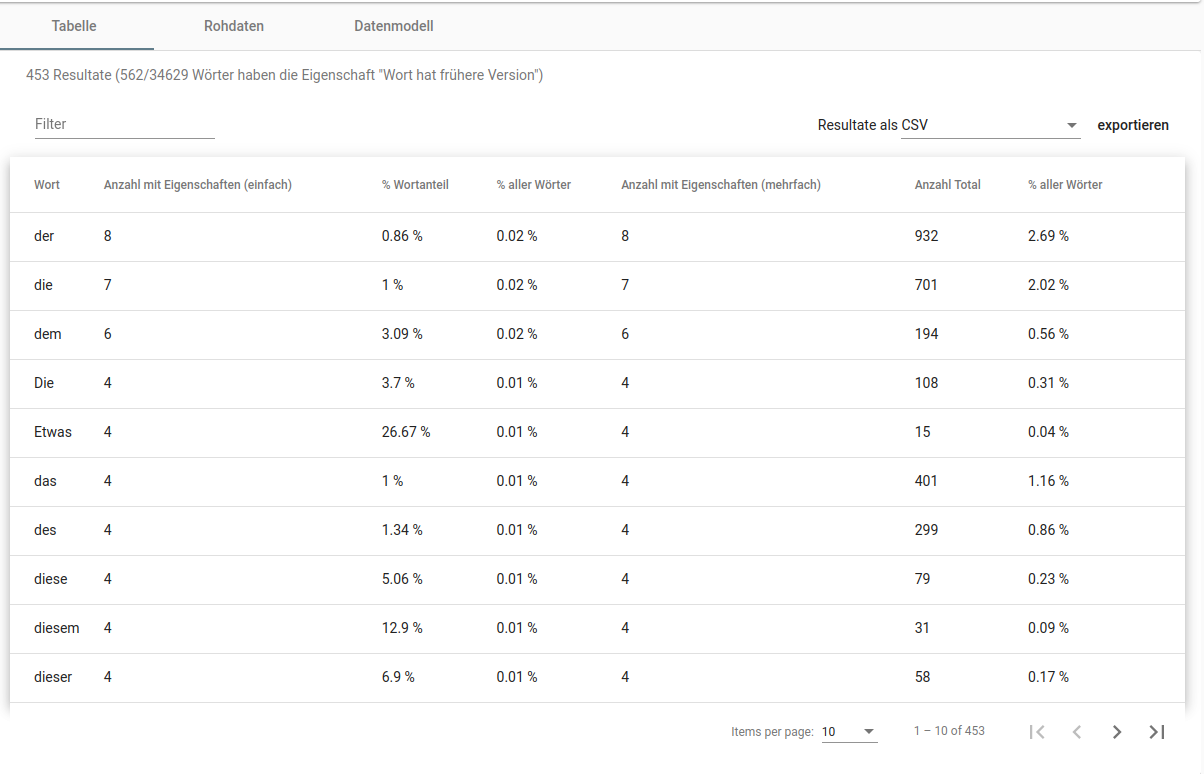 Tabelle Rohdaten Datenmodell
453 Resultate (562/34629 Wörter haben die Eigenschaft "Wort hat frühere Version")
Filter Resultate als CSV exportieren
Wort Anzahl mit Eigenschaften (einfach) % Wortanteil % aller Wörter Anzahl mit Eigenschaften (mehrfach) Anzahl Total % aller Wörter
der 8 0.86 % 0.02 % 8 932 2.69 %
die 7 1 % 0.02 % 7 701 2.02 %
dem 6 3.09 % 0.02 % 6 194 0.56 %
Die 4 3.7 % 0.01 % 4 108 0.31 %
Etwas 4 26.67 % 0.01 % 4 15 0.04 %
das 4 1 % 0.01 % 4 401 1.16 %
des 4 1.34 % 0.01 % 4 299 0.86 %
diese 4 5.06 % 0.01 % 4 79 0.23 %
diesem 4 12.9 % 0.01 % 4 31 0.09 %
dieser 4 6.9 % 0.01 % 4 58 0.17 %
Items per page: 10 1 – 10 of 453